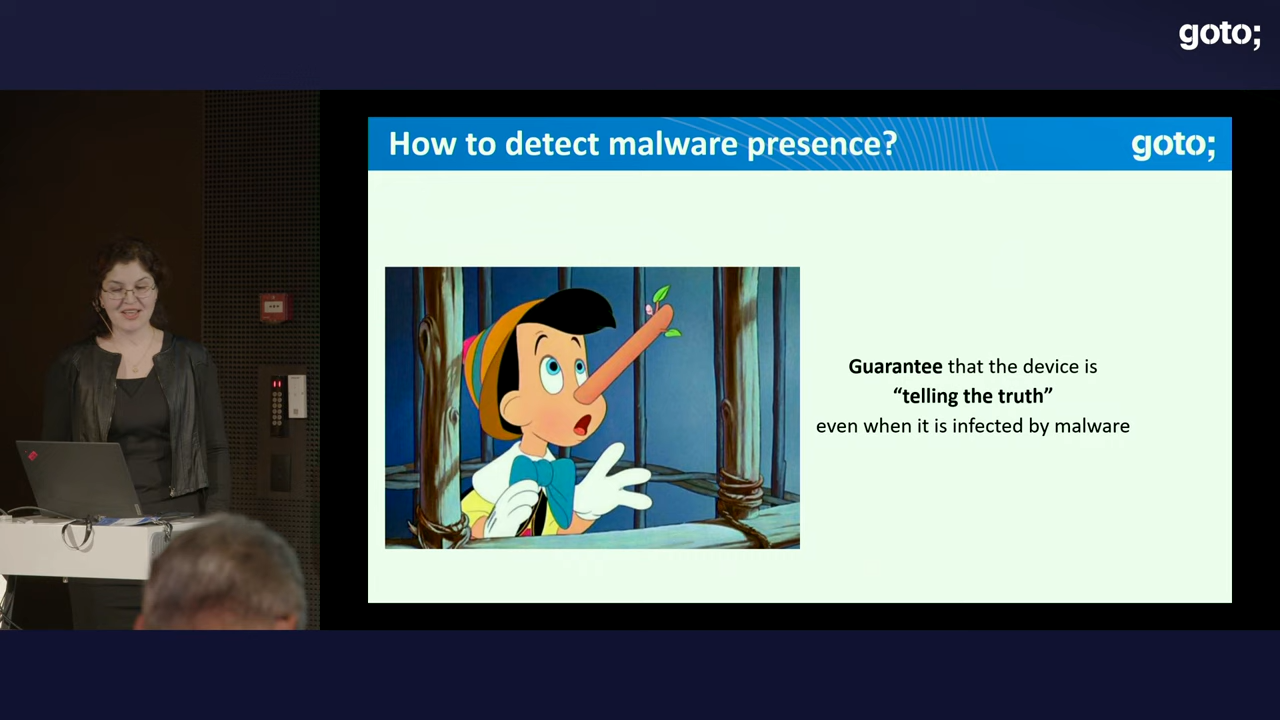 goto;
How to detect malware presence?
goto;
Guarantee that the device is
“telling the truth”
even when it is infected by malware